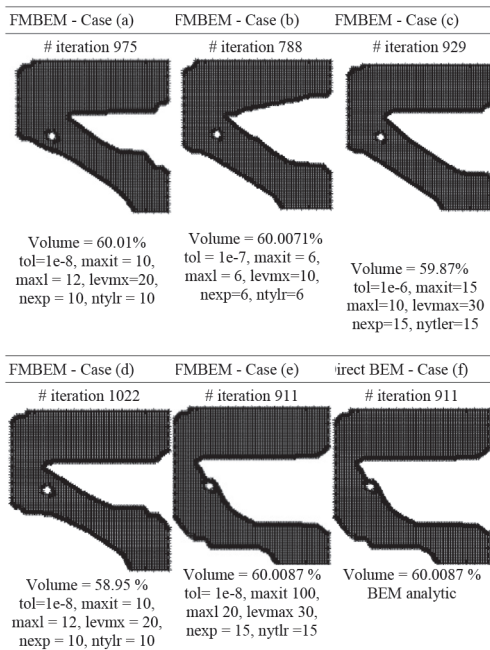 FMBEM - Case (a)
# iteration 975
Volume = 60.01%
tol=1e-8, maxit = 10,
maxl = 12, levmx=20,
nexp = 10, ntylr = 10
FMBEM - Case (b)
# iteration 788
Volume = 60.0071%
tol = 1e-7, maxit = 6,
maxl = 6, levmx=10,
nexp=6, ntylr=6
FMBEM - Case (c)
# iteration 929
Volume = 59.87%
tol=1e-6, maxit=15
maxl=10, levmax=30
nexp=15, nytler=15
FMBEM - Case (d)
# iteration 1022
Volume = 58.95 %
tol=1e-8, maxit = 10,
maxl = 12, levmx = 20,
nexp = 10, ntylr = 10
FMBEM - Case (e)
# iteration 911
Volume = 60.0087 %
tol= 1e-8, maxit 100,
maxl 20, levmax 30,
nexp = 15, nytlr =15
irect BEM - Case (f)
# iteration 911
Volume = 60.0087 %
BEM analytic